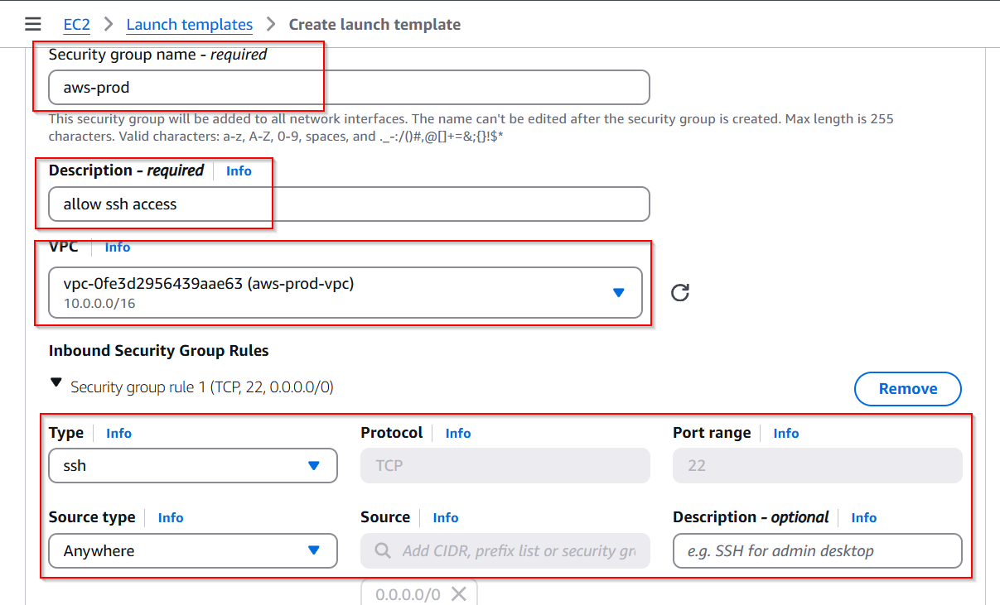 EC2 > Launch templates > Create launch template
Security group name - required
aws-prod
This security group will be added to all network interfaces. The name can't be edited after the security group is created. Max length is 255
characters. Valid characters: a-z, A-Z, 0-9, spaces, and ._-:/()#,@[]+=&;{}!$*
Description - required Info
allow ssh access
VPC Info
vpc-0fe3d2956439aae63 (aws-prod-vpc)
10.0.0.0/16
Inbound Security Group Rules
Security group rule 1 (TCP, 22, 0.0.0.0/0)
Remove
Type Info Protocol Info Port range Info
ssh TCP 22
Source type Info Source Info Description - optional Info
Anywhere Add CIDR, prefix list or security gr e.g. SSH for admin desktop
0.0.0.0/0